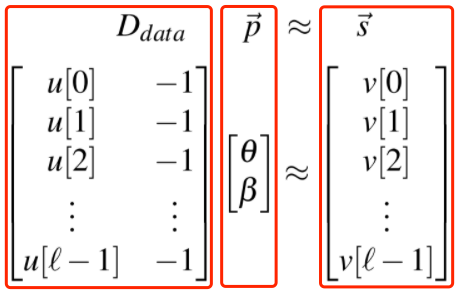 D_data p⃗ ≈ s⃗
u[0] −1 v[0]
u[1] −1 v[1]
u[2] −1 θ v[2]
≈
⋮ ⋮ β ⋮
u[ℓ−1] −1 v[ℓ−1]